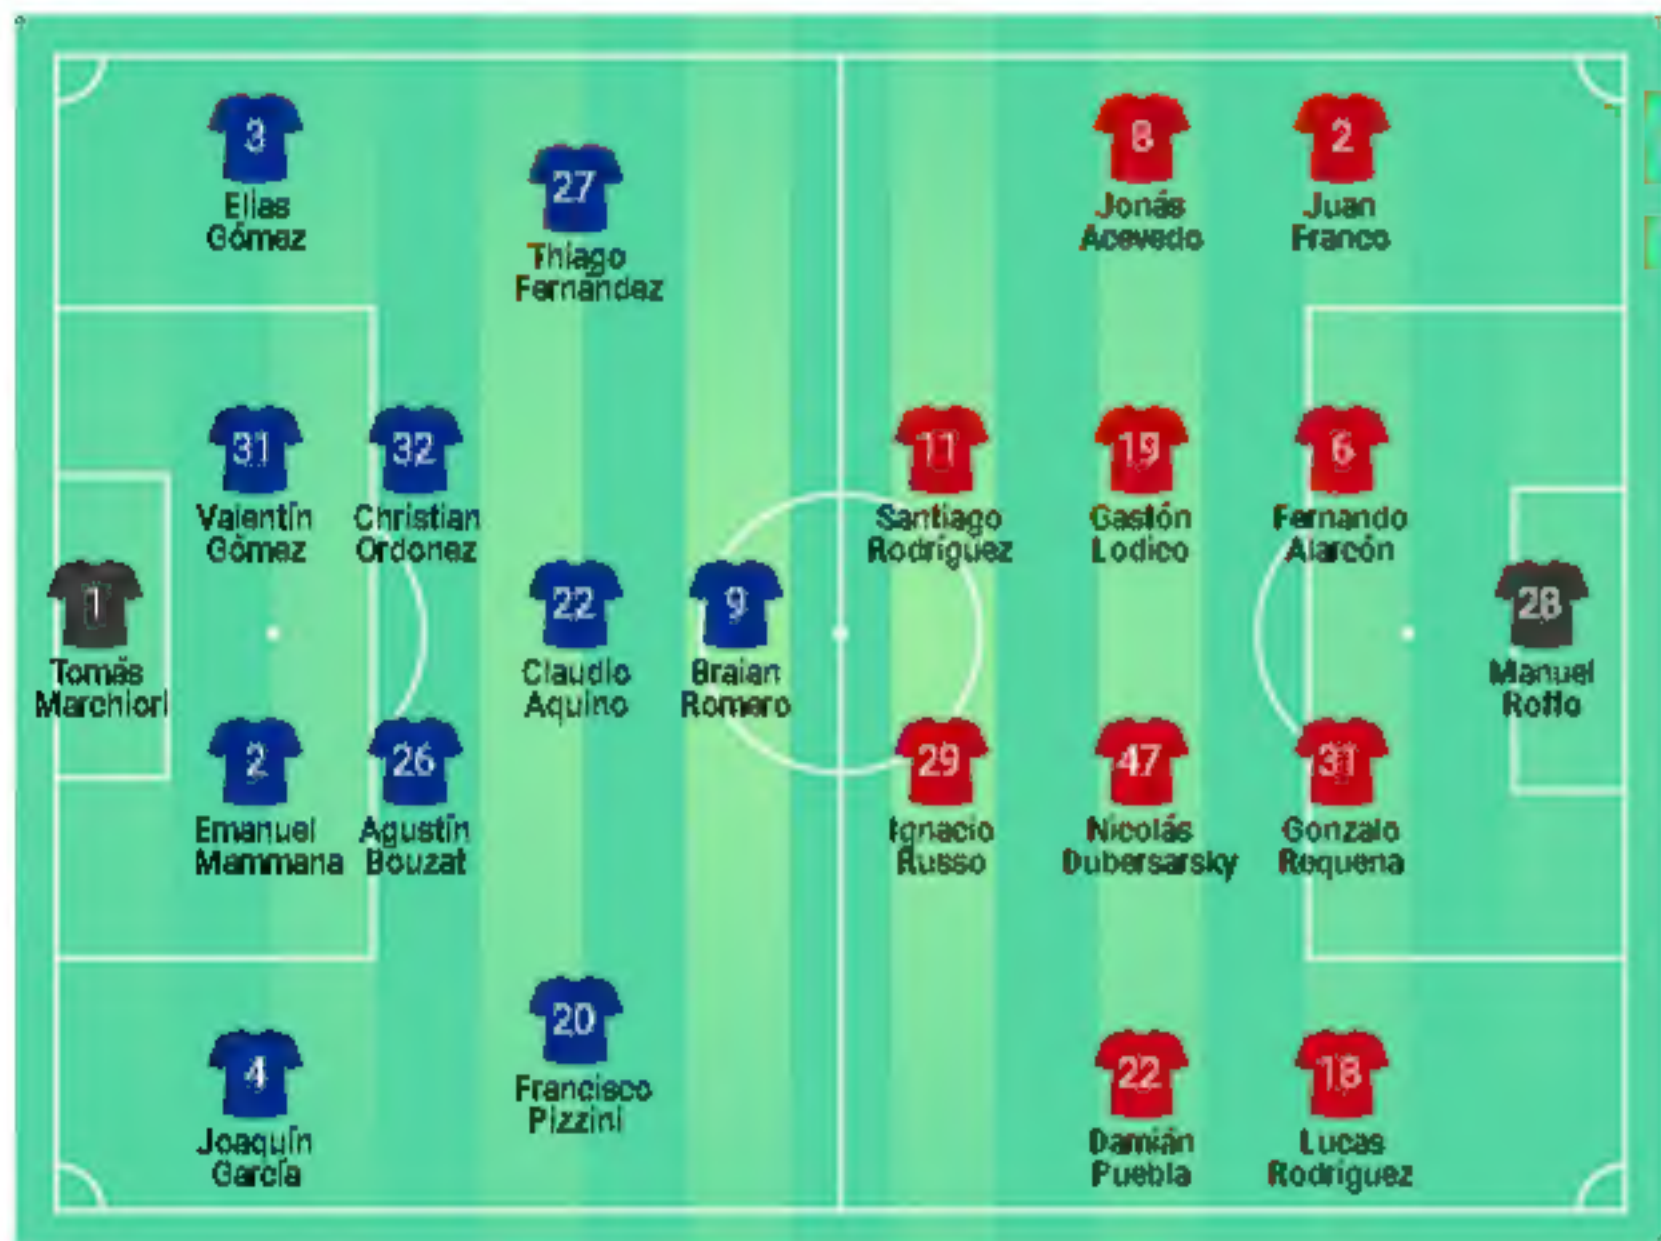 3
Elías
Gómez
27
Thiago
Fernández
8
Jonás
Acevedo
2
Juan
Franco
31
Valentín
Gómez
32
Christian
Ordonez
11
Santiago
Rodríguez
19
Gastón
Lodico
6
Fernando
Alarcón
1
Tomás
Marchiori
22
Claudio
Aquino
9
Braian
Romero
28
Manuel
Roffo
2
Emanuel
Mammana
26
Agustín
Bouzat
29
Ignacio
Russo
47
Nicolás
Dubersarsky
31
Gonzalo
Requena
20
Francisco
Pizzini
4
Joaquín
García
22
Damián
Puebla
18
Lucas
Rodríguez